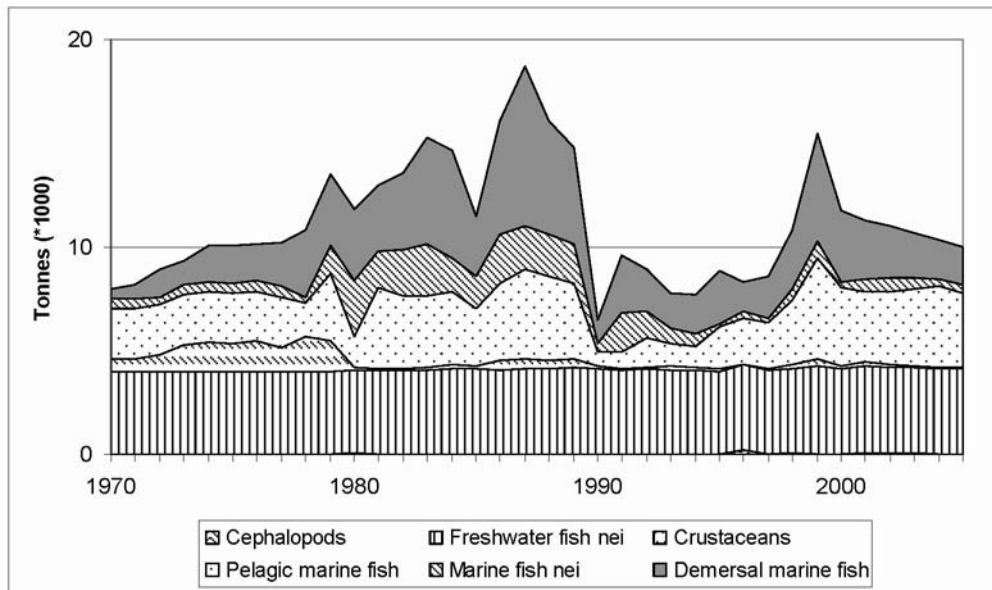 20
10
0
Tonnes (*1000)
1970 1980 1990 2000
Cephalopods Freshwater fish nei Crustaceans
Pelagic marine fish Marine fish nei Demersal marine fish